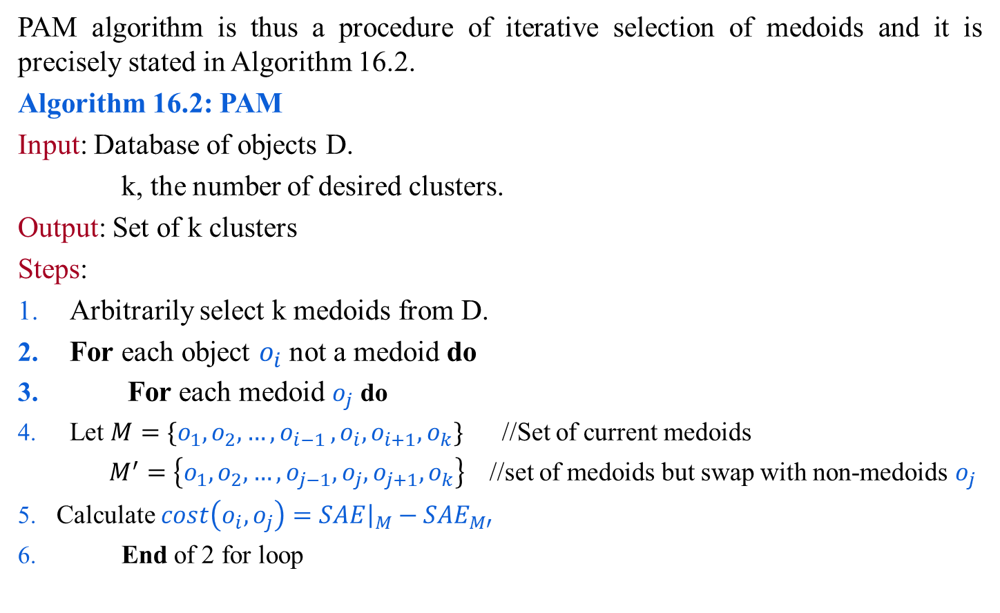 PAM algorithm is thus a procedure of iterative selection of medoids and it is
precisely stated in Algorithm 16.2.
Algorithm 16.2: PAM
Input: Database of objects D.
k, the number of desired clusters.
Output: Set of k clusters
Steps:
1. Arbitrarily select k medoids from D.
2. For each object o_i not a medoid do
3. For each medoid o_j do
4. Let M = {o_1, o_2, …, o_{i−1}, o_i, o_{i+1}, o_k} //Set of current medoids
M′ = {o_1, o_2, …, o_{j−1}, o_j, o_{j+1}, o_k} //set of medoids but swap with non-medoids o_j
5. Calculate cost(o_i, o_j) = SAE|_M − SAE_{M′}
6. End of 2 for loop